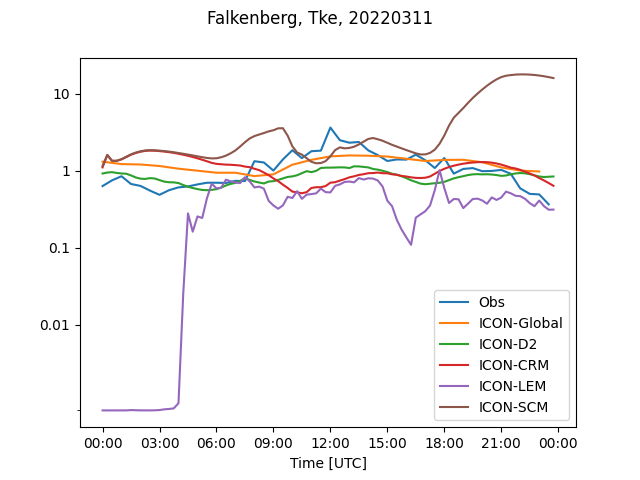 Falkenberg, Tke, 20220311
10
1
0.1
0.01
Obs
ICON-Global
ICON-D2
ICON-CRM
ICON-LEM
ICON-SCM
00:00 03:00 06:00 09:00 12:00 15:00 18:00 21:00 00:00
Time [UTC]